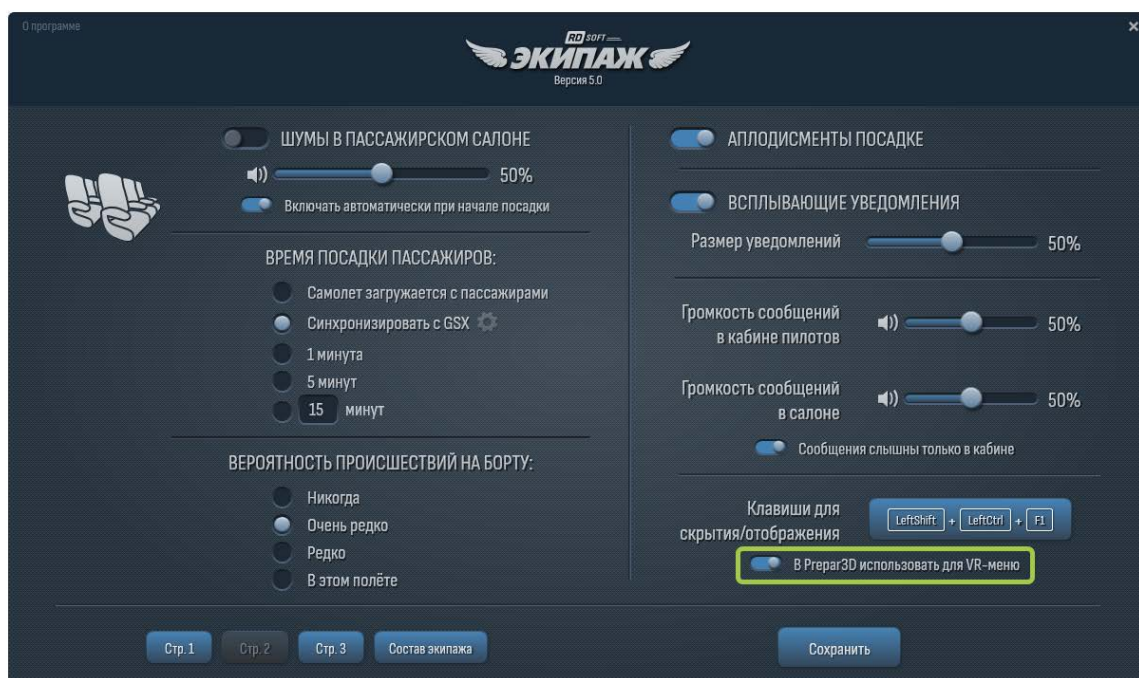 О программе
RD SOFT
ЭКИПАЖ
Версия 5.0
ШУМЫ В ПАССАЖИРСКОМ САЛОНЕ
50%
Включать автоматически при начале посадки
ВРЕМЯ ПОСАДКИ ПАССАЖИРОВ:
Самолет загружается с пассажирами
Синхронизировать с GSX
1 минута
5 минут
15 минут
ВЕРОЯТНОСТЬ ПРОИСШЕСТВИЙ НА БОРТУ:
Никогда
Очень редко
Редко
В этом полёте
АПЛОДИСМЕНТЫ ПОСАДКЕ
ВСПЛЫВАЮЩИЕ УВЕДОМЛЕНИЯ
Размер уведомлений 50%
Громкость сообщений
в кабине пилотов
50%
Громкость сообщений
в салоне
50%
Сообщения слышны только в кабине
Клавиши для
скрытия/отображения
LeftShift + LeftCtrl + F1
В Prepar3D использовать для VR-меню
Стр. 1 Стр. 2 Стр. 3 Состав экипажа Сохранить